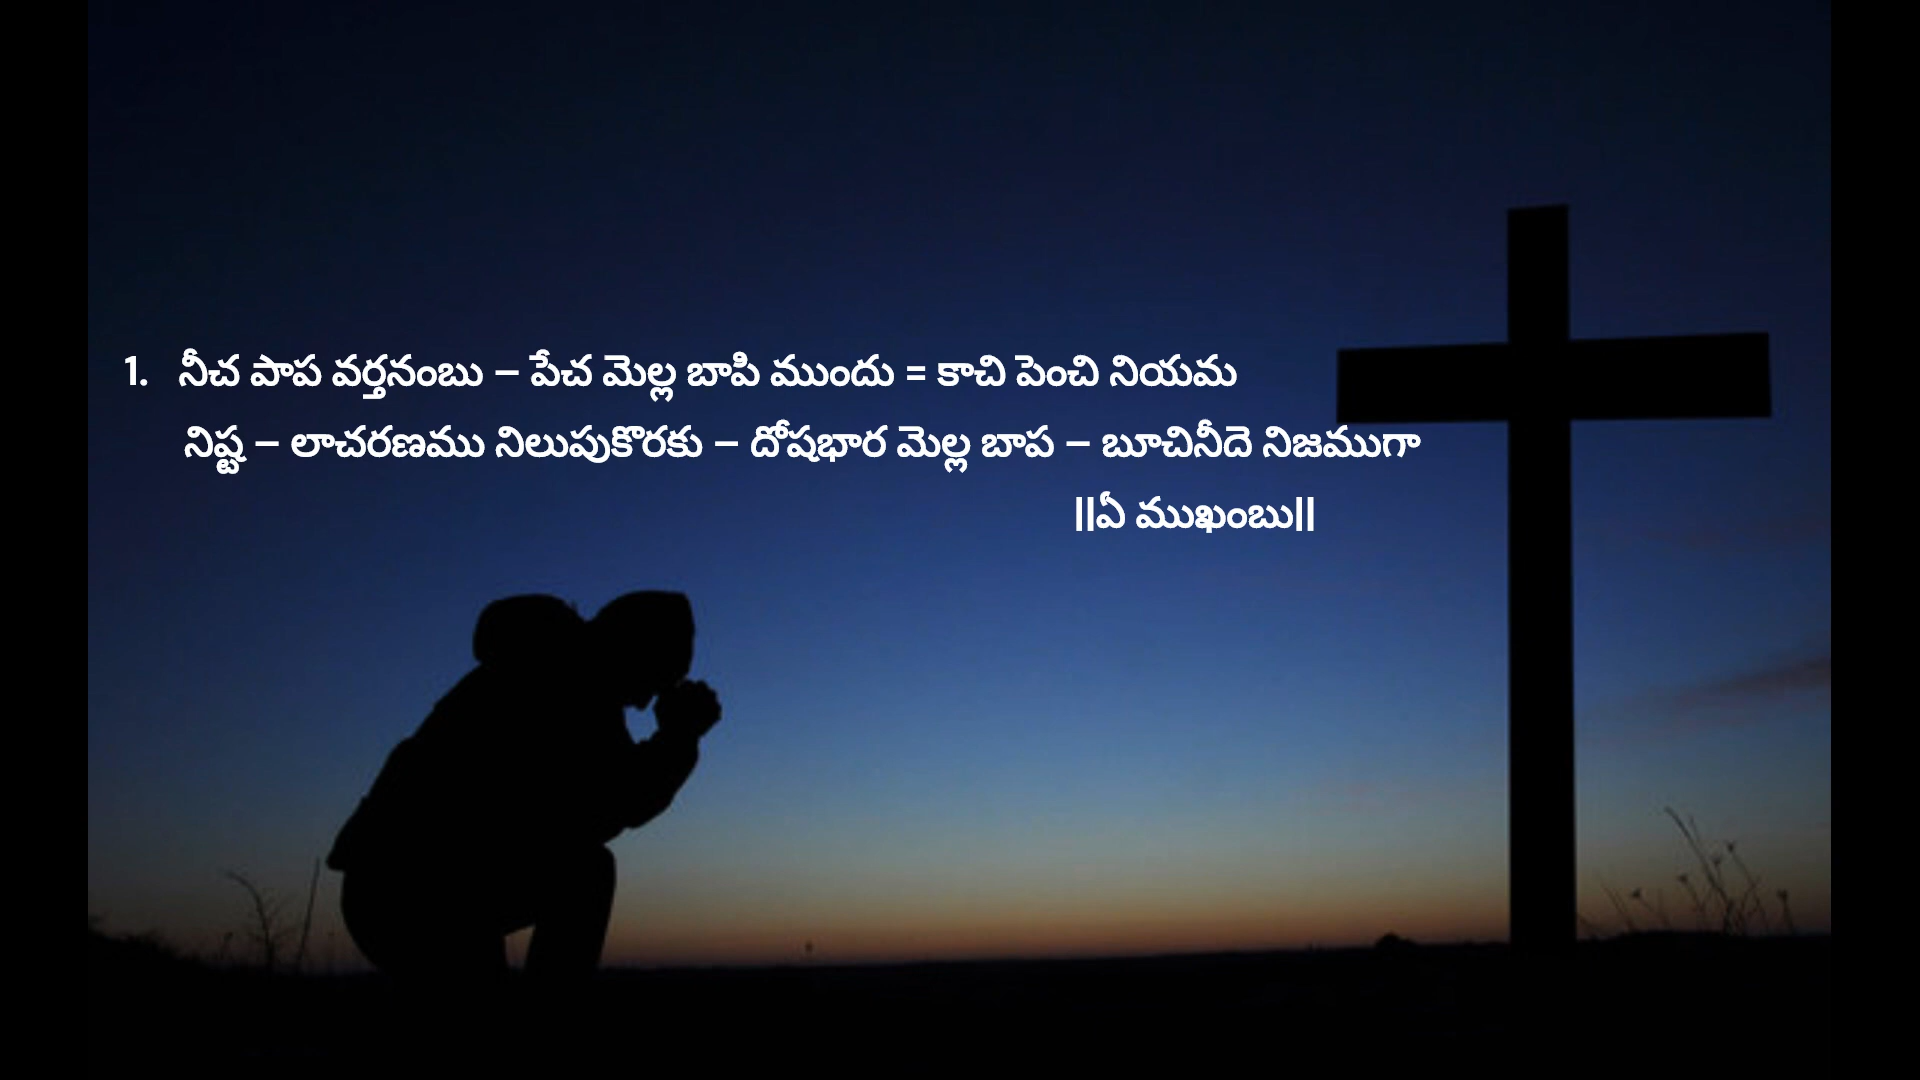 1. నీచ పాప వర్తనంబు – పేచ మెల్ల బాపి ముందు = కాచి పెంచి నియమ
నిష్ట – లాచరణము నిలుపుకొరకు – దోషభార మెల్ల బాప – బూచినీదె నిజముగా
||ఏ ముఖంబు||